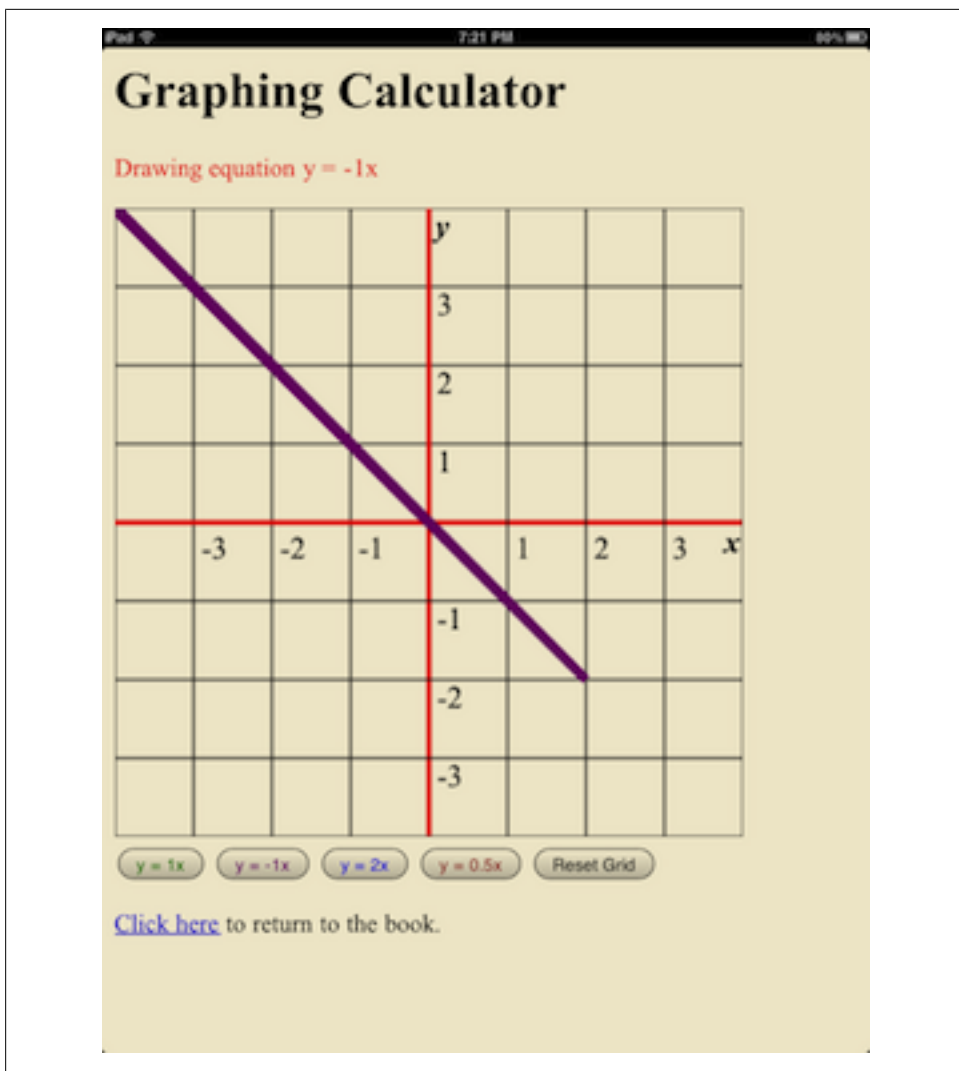 iPad 7:21 PM 80%
Graphing Calculator
Drawing equation y = -1x
y
3
2
1
-3 -2 -1 1 2 3 x
-1
-2
-3
y = 1x y = -1x y = 2x y = 0.5x Reset Grid
Click here to return to the book.